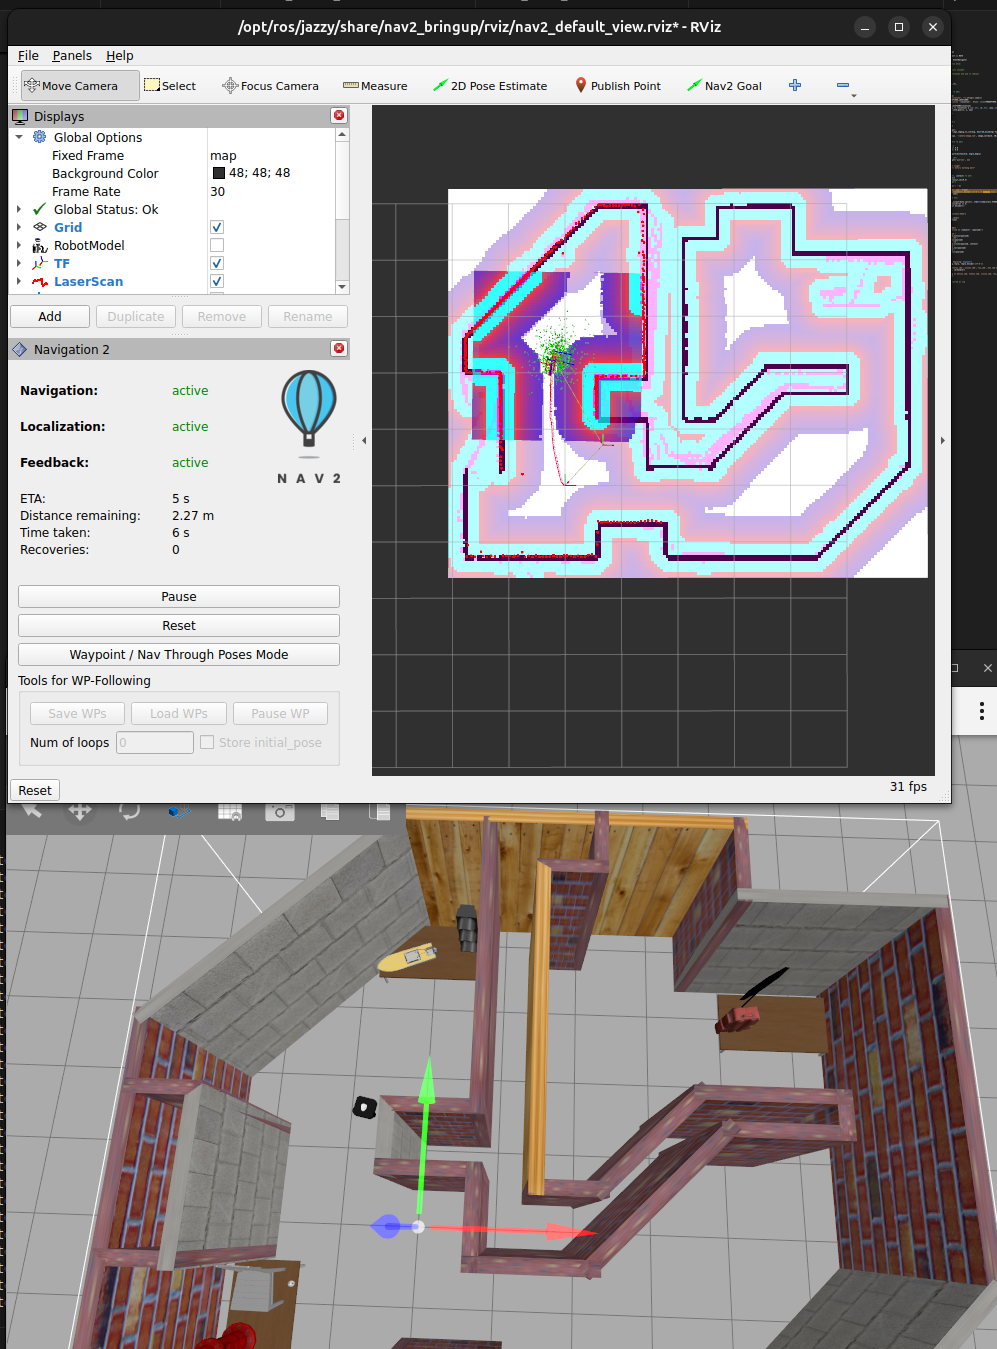 /opt/ros/jazzy/share/nav2_bringup/rviz/nav2_default_view.rviz* - RViz
File Panels Help
Move Camera Select Focus Camera Measure 2D Pose Estimate Publish Point Nav2 Goal
Displays
Global Options
Fixed Frame map
Background Color 48; 48; 48
Frame Rate 30
Global Status: Ok
Grid
RobotModel
TF
LaserScan
Add Duplicate Remove Rename
Navigation 2
Navigation: active
Localization: active
Feedback: active
NAV2
ETA: 5 s
Distance remaining: 2.27 m
Time taken: 6 s
Recoveries: 0
Pause
Reset
Waypoint / Nav Through Poses Mode
Tools for WP-Following
Save WPs Load WPs Pause WP
Num of loops 0 Store initial_pose
Reset
31 fps